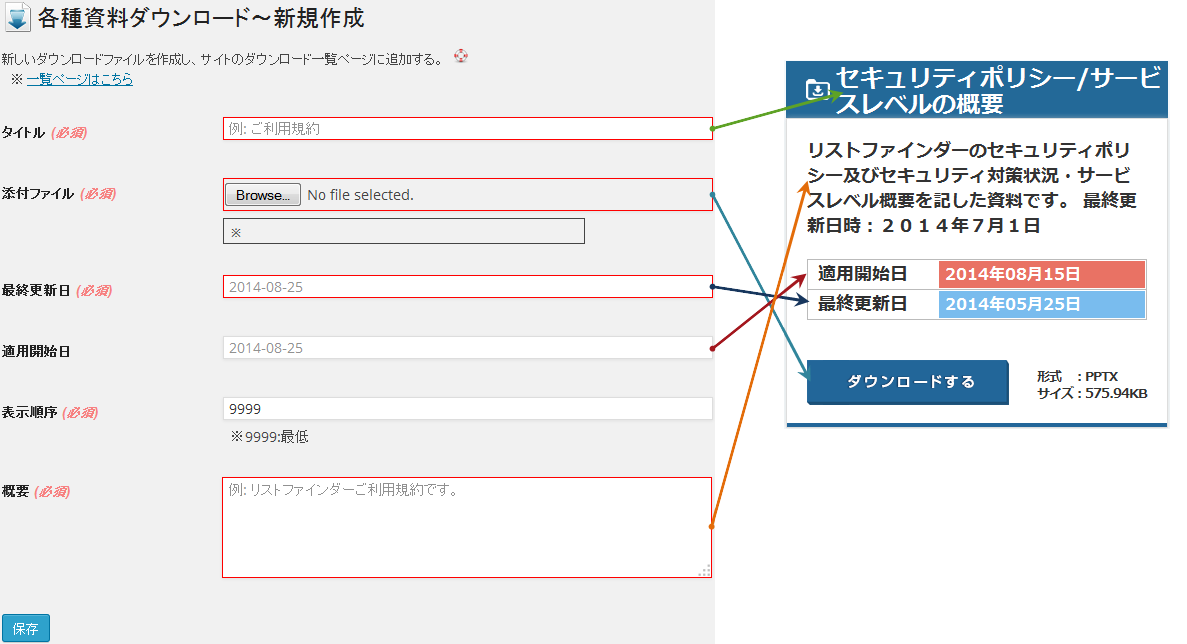 各種資料ダウンロード～新規作成
新しいダウンロードファイルを作成し、サイトのダウンロード一覧ページに追加する。
※ 一覧ページはこちら
タイトル (必須)
例: ご利用規約
添付ファイル (必須)
Browse... No file selected.
※
最終更新日 (必須)
2014-08-25
適用開始日
2014-08-25
表示順序 (必須)
9999
※9999:最低
概要 (必須)
例: リストファインダーご利用規約です。
保存
セキュリティポリシー/サービ
スレベルの概要
リストファインダーのセキュリティポリ
シー及びセキュリティ対策状況・サービ
スレベル概要を記した資料です。 最終更
新日時：２０１４年７月１日
適用開始日 2014年08月15日
最終更新日 2014年05月25日
ダウンロードする
形式 ：PPTX
サイズ：575.94KB